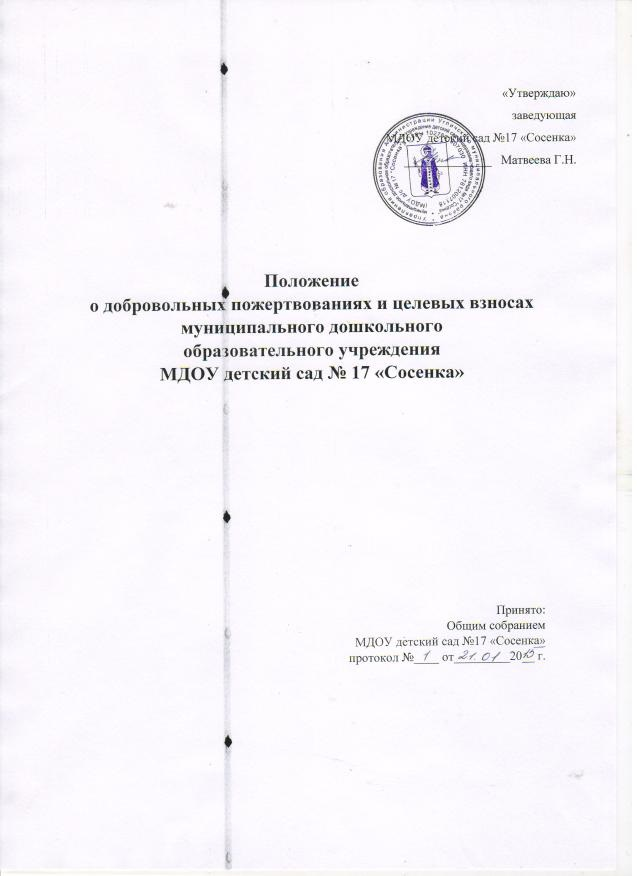 «Утверждаю»
заведующая
МДОУ детский сад №17 «Сосенка»
Матвеева Г.Н.
Положение
о добровольных пожертвованиях и целевых взносах
муниципального дошкольного
образовательного учреждения
МДОУ детский сад № 17 «Сосенка»
Принято:
Общим собранием
МДОУ детский сад №17 «Сосенка»
протокол № 1 от 21.01 20 г.